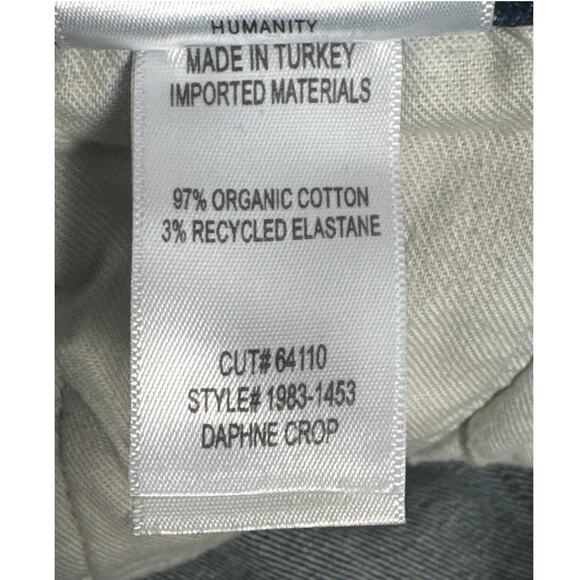 HUMANITY
MADE IN TURKEY
IMPORTED MATERIALS
97% ORGANIC COTTON
3% RECYCLED ELASTANE
CUT# 64110
STYLE# 1983-1453
DAPHNE CROP